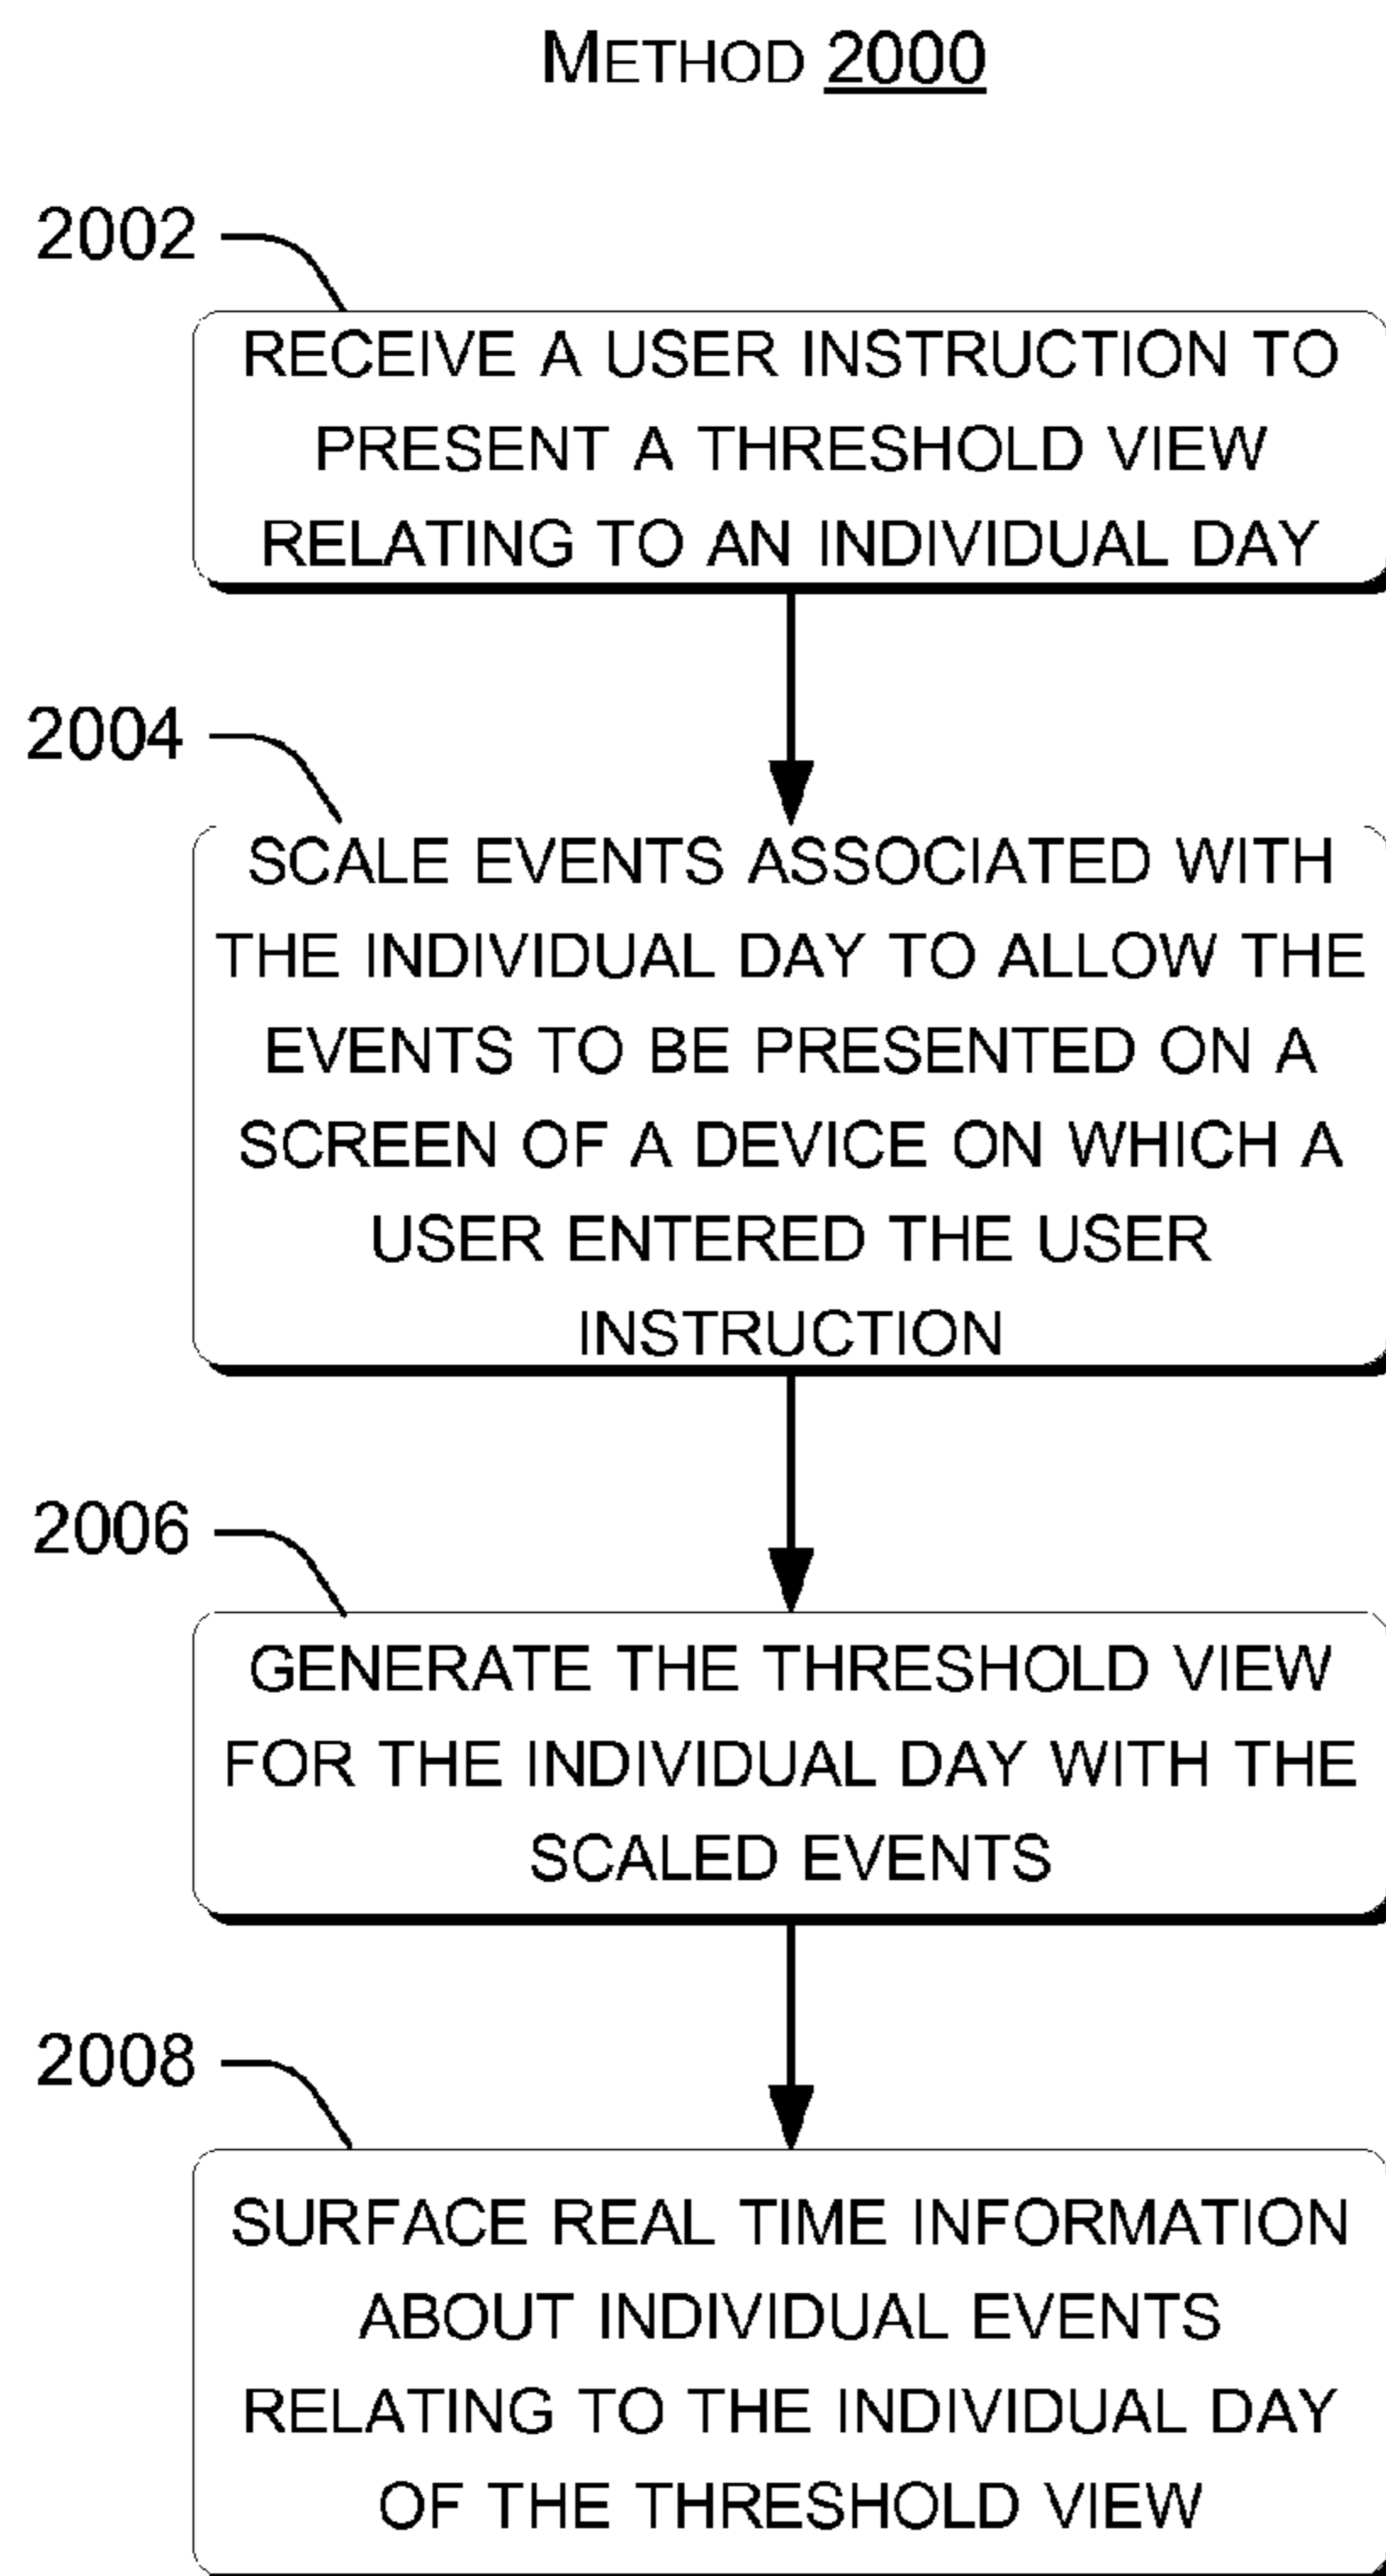 METHOD 2000
2002
RECEIVE A USER INSTRUCTION TO
PRESENT A THRESHOLD VIEW
RELATING TO AN INDIVIDUAL DAY
2004
SCALE EVENTS ASSOCIATED WITH
THE INDIVIDUAL DAY TO ALLOW THE
EVENTS TO BE PRESENTED ON A
SCREEN OF A DEVICE ON WHICH A
USER ENTERED THE USER
INSTRUCTION
2006
GENERATE THE THRESHOLD VIEW
FOR THE INDIVIDUAL DAY WITH THE
SCALED EVENTS
2008
SURFACE REAL TIME INFORMATION
ABOUT INDIVIDUAL EVENTS
RELATING TO THE INDIVIDUAL DAY
OF THE THRESHOLD VIEW